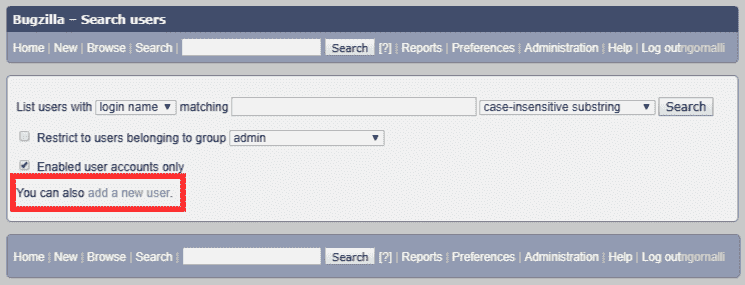 Bugzilla – Search users
Home | New | Browse | Search | Search [?] | Reports | Preferences | Administration | Help | Log outngornalli
List users with login name matching case-insensitive substring Search
Restrict to users belonging to group admin
Enabled user accounts only
You can also add a new user.
Home | New | Browse | Search | Search [?] | Reports | Preferences | Administration | Help | Log outngornalli